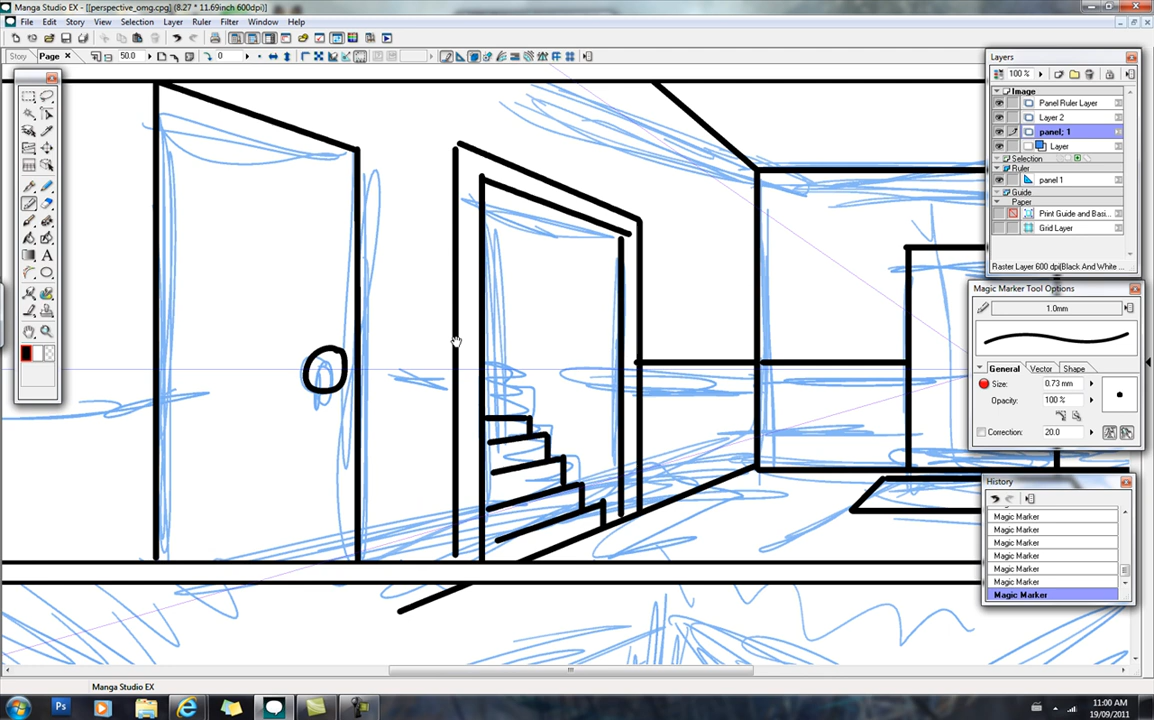 Manga Studio EX - [[perspective_omg.cpg] (8.27 * 11.69inch 600dpi)]
File Edit Story View Selection Layer Ruler Filter Window Help
Story Page 50.0 0
Layers
100 %
Image
Panel Ruler Layer
Layer 2
panel; 1
Layer
Selection
Ruler
panel 1
Guide
Paper
Print Guide and Basi...
Grid Layer
Raster Layer 600 dpi(Black And White ...
Magic Marker Tool Options
1.0mm
General Vector Shape
Size: 0.73 mm
Opacity: 100 %
Correction: 20.0
History
Magic Marker
Magic Marker
Magic Marker
Magic Marker
Magic Marker
Magic Marker
Magic Marker
Manga Studio EX
Ps
11:00 AM
19/09/2011